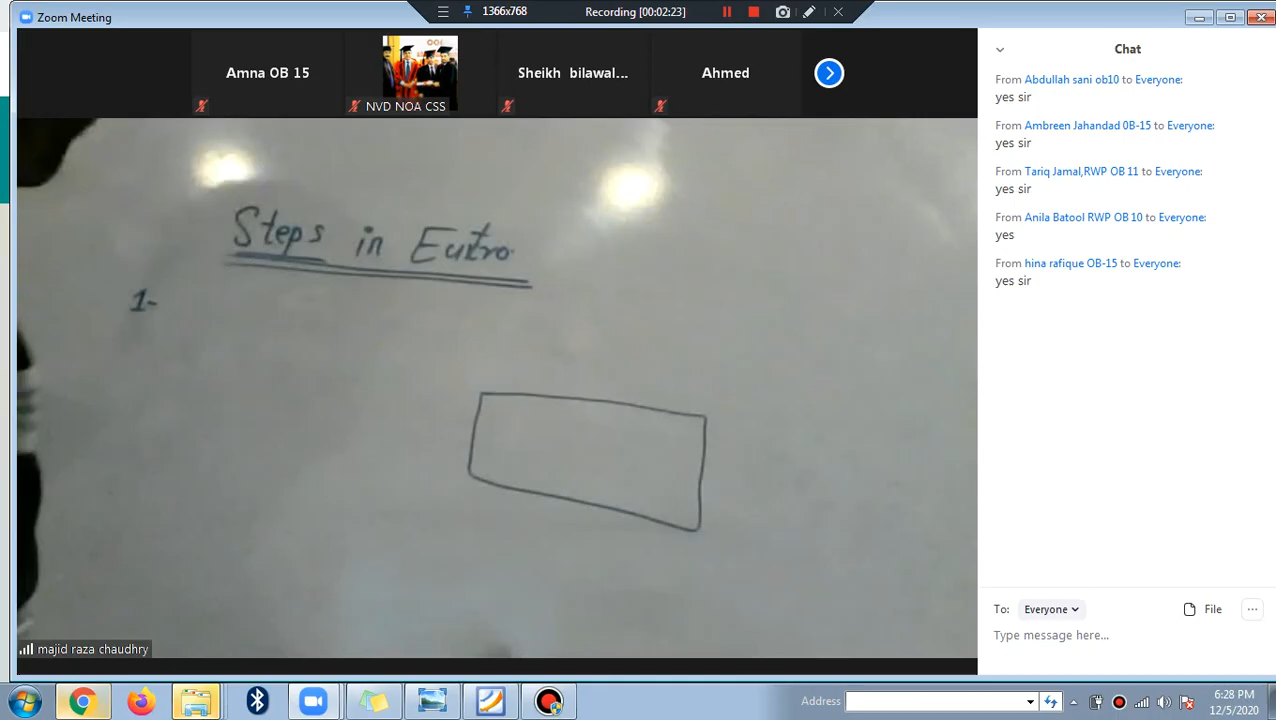 1366x768
Recording [00:02:23]
Zoom Meeting
Amna OB 15
NVD NOA CSS
Sheikh bilawal...
Ahmed
Steps in Eutro
1-
majid raza chaudhry
Chat
From Abdullah sani ob10 to Everyone:
yes sir
From Ambreen Jahandad 0B-15 to Everyone:
yes sir
From Tariq Jamal,RWP OB 11 to Everyone:
yes sir
From Anila Batool RWP OB 10 to Everyone:
yes
From hina rafique OB-15 to Everyone:
yes sir
To: Everyone
File
Type message here...
Address
6:28 PM
12/5/2020